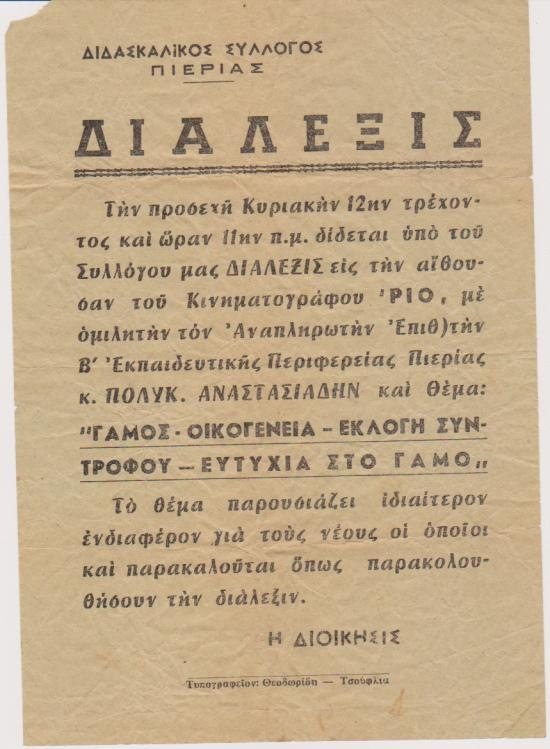 ΔΙΔΑΣΚΑΛΙΚΟΣ ΣΥΛΛΟΓΟΣ
ΠΙΕΡΙΑΣ
ΔΙΑΛΕΞΙΣ
Τὴν προσεχῆ Κυριακὴν 12ην τρέχον-
τος καὶ ὥραν 11ην π.μ. δίδεται ὑπὸ τοῦ
Συλλόγου μας ΔΙΑΛΕΞΙΣ εἰς τὴν αἴθου-
σαν τοῦ Κινηματογράφου 'ΡΙΟ, μὲ
ὁμιλητὴν τόν 'Αναπληρωτὴν 'Επιθ)τὴν
Β' 'Εκπαιδευτικῆς Περιφερείας Πιερίας
κ. ΠΟΛΥΚ. ΑΝΑΣΤΑΣΙΑΔΗΝ καὶ θέμα:
"ΓΑΜΟΣ - ΟΙΚΟΓΕΝΕΙΑ – ΕΚΛΟΓΗ ΣΥΝ-
ΤΡΟΦΟΥ — ΕΥΤΥΧΙΑ ΣΤΟ ΓΑΜΟ„
Τὸ θέμα παρουσιάζει ἰδιαίτερον
ἐνδιαφέρον γιὰ τοὺς νέους οἱ ὁποῖοι
καὶ παρακαλοῦται ὅπως παρακολου-
θήσουν τὴν διάλεξιν.
Η ΔΙΟΙΚΗΣΙΣ
Τυπογραφεῖον: Θεοδωρίδη — Τσούφλια